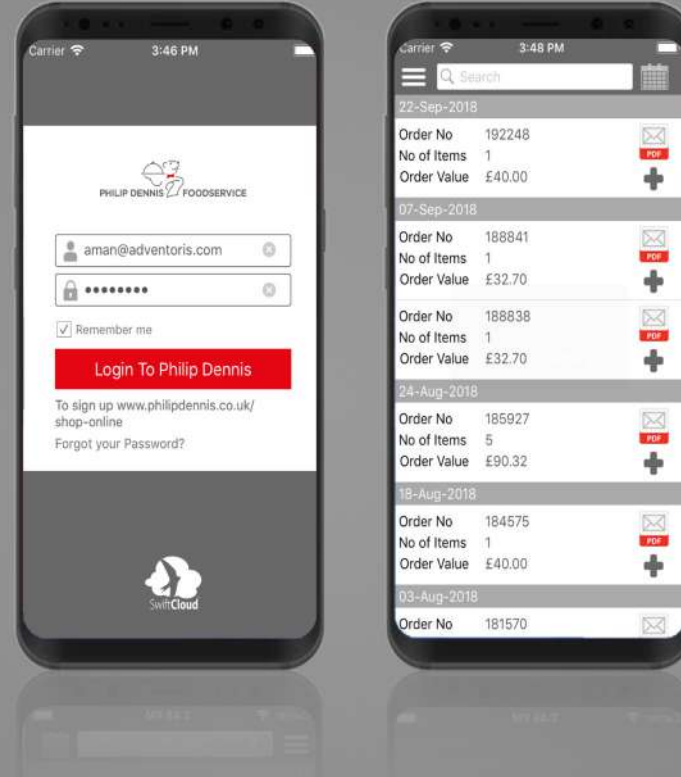 Carrier 3:46 PM
PHILIP DENNIS FOODSERVICE
aman@adventoris.com
Remember me
Login To Philip Dennis
To sign up www.philipdennis.co.uk/
shop-online
Forgot your Password?
SwiftCloud
Carrier 3:48 PM
Search
22-Sep-2018
Order No 192248
No of Items 1
PDF
Order Value £40.00
07-Sep-2018
Order No 188841
No of Items 1
PDF
Order Value £32.70
Order No 188838
No of Items 1
PDF
Order Value £32.70
24-Aug-2018
Order No 185927
No of Items 5
PDF
Order Value £90.32
18-Aug-2018
Order No 184575
No of Items 1
PDF
Order Value £40.00
03-Aug-2018
Order No 181570